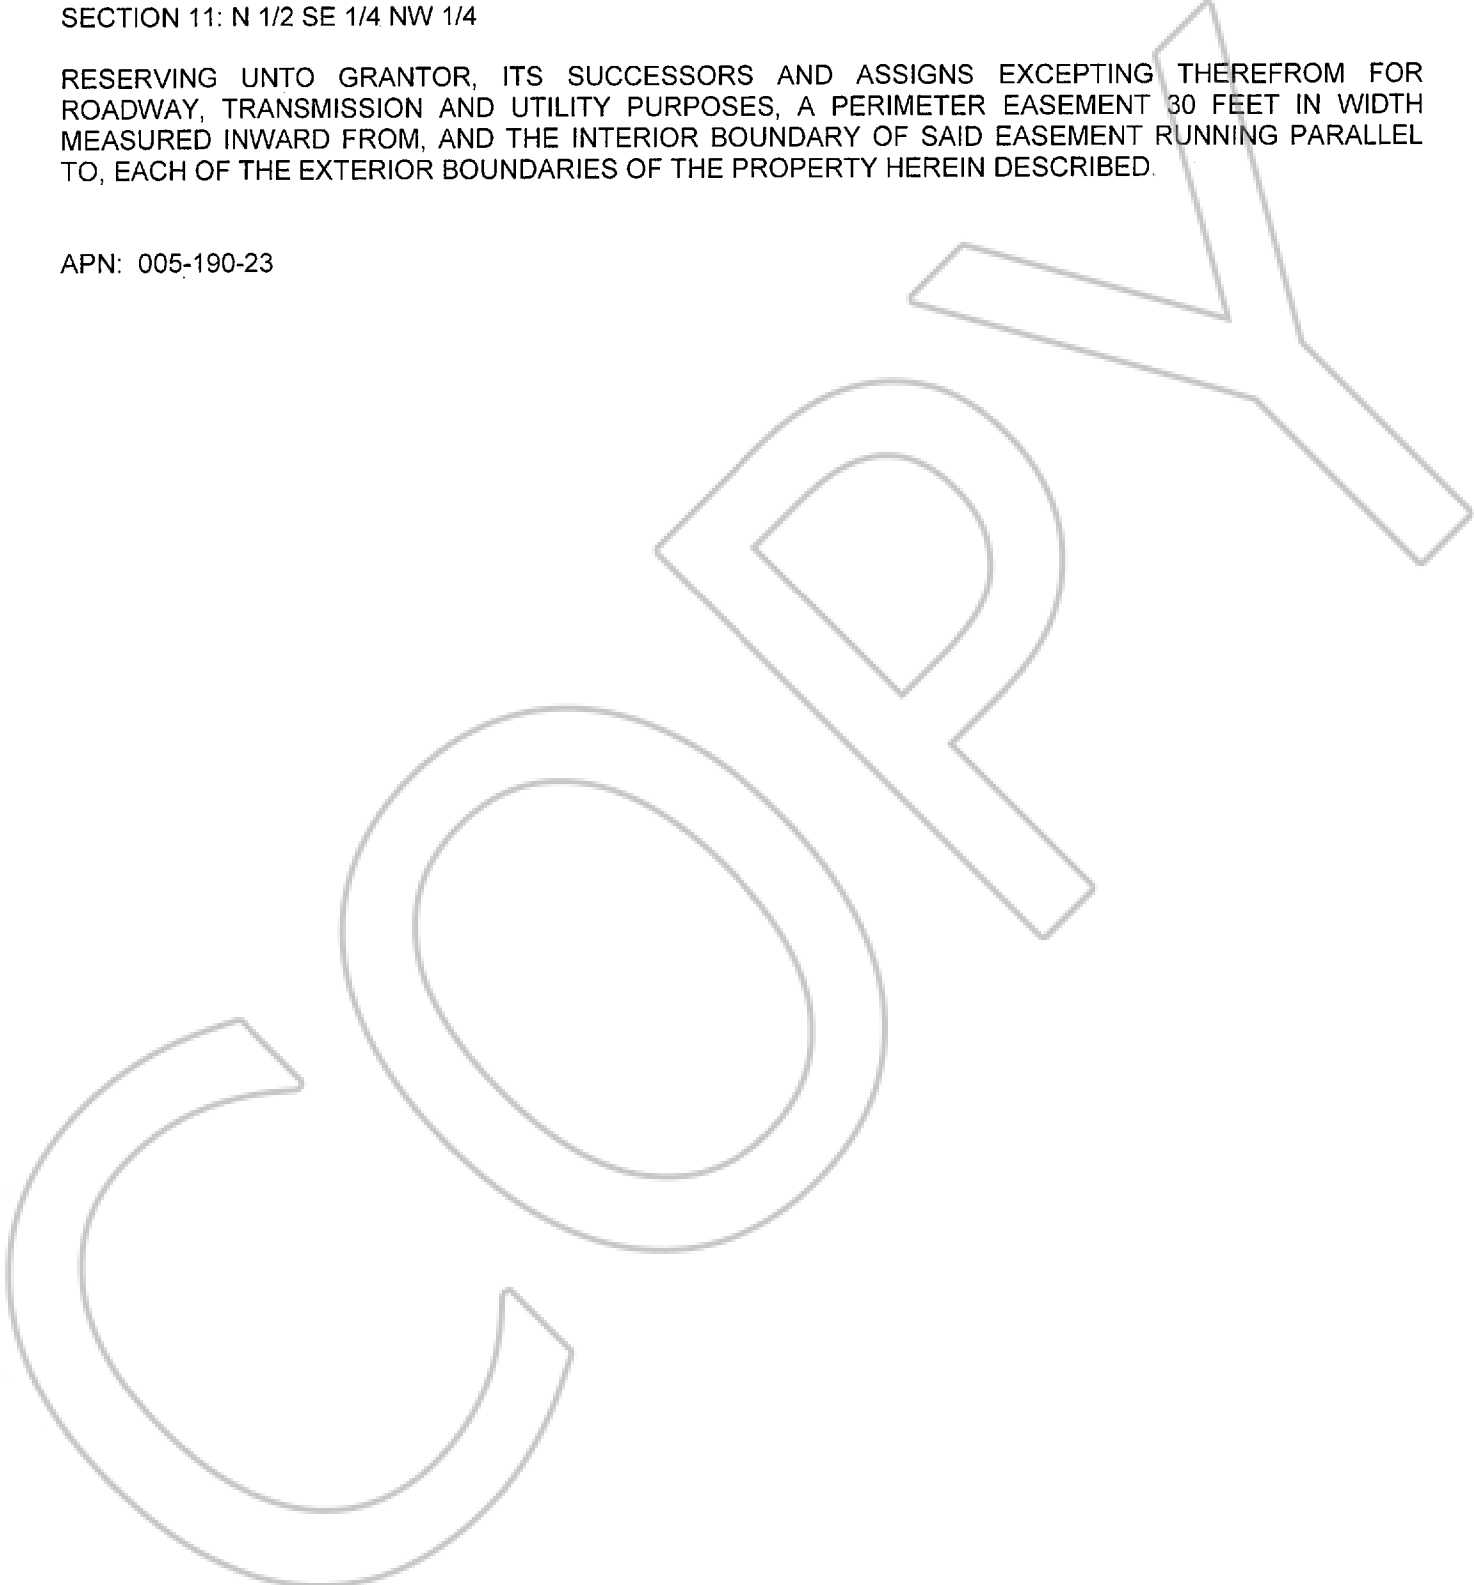 SECTION 11: N 1/2 SE 1/4 NW 1/4
RESERVING UNTO GRANTOR, ITS SUCCESSORS AND ASSIGNS EXCEPTING THEREFROM FOR
ROADWAY, TRANSMISSION AND UTILITY PURPOSES, A PERIMETER EASEMENT 30 FEET IN WIDTH
MEASURED INWARD FROM, AND THE INTERIOR BOUNDARY OF SAID EASEMENT RUNNING PARALLEL
TO, EACH OF THE EXTERIOR BOUNDARIES OF THE PROPERTY HEREIN DESCRIBED.
APN: 005-190-23
COPY